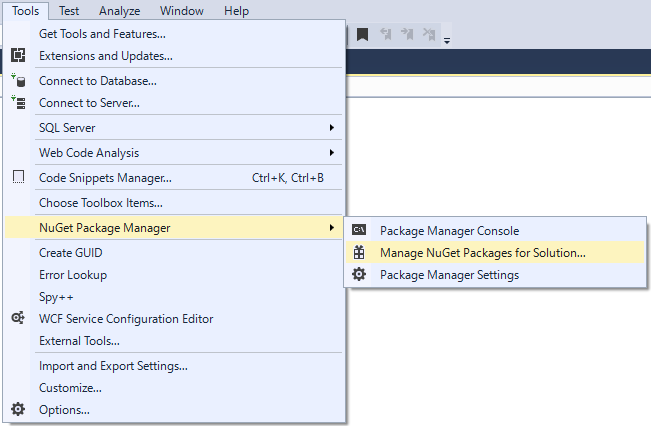 Tools Test Analyze Window Help
Get Tools and Features...
Extensions and Updates...
Connect to Database...
Connect to Server...
SQL Server
Web Code Analysis
Code Snippets Manager... Ctrl+K, Ctrl+B
Choose Toolbox Items...
NuGet Package Manager
Create GUID
Error Lookup
Spy++
WCF Service Configuration Editor
External Tools...
Import and Export Settings...
Customize...
Options...
C:\ Package Manager Console
Manage NuGet Packages for Solution...
Package Manager Settings